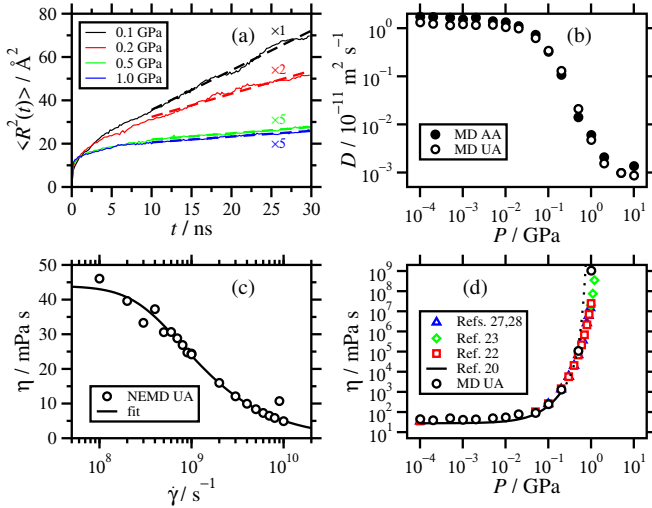 80
60
40
20
0
<R²(t)> / Å²
0.1 GPa
0.2 GPa
0.5 GPa
1.0 GPa
(a)
×1
×2
×5
×5
0 5 10 15 20 25 30
t / ns
10⁰
10⁻¹
10⁻²
10⁻³
D / 10⁻¹¹ m² s⁻¹
(b)
MD AA
MD UA
10⁻⁴ 10⁻³ 10⁻² 10⁻¹ 10⁰ 10¹
P / GPa
50
40
30
20
10
0
η / mPa s
(c)
NEMD UA
fit
10⁸ 10⁹ 10¹⁰
γ̇ / s⁻¹
10⁹
10⁸
10⁷
10⁶
10⁵
10⁴
10³
10²
10¹
η / mPa s
(d)
Refs. 27,28
Ref. 23
Ref. 22
Ref. 20
MD UA
10⁻⁴ 10⁻³ 10⁻² 10⁻¹ 10⁰ 10¹
P / GPa